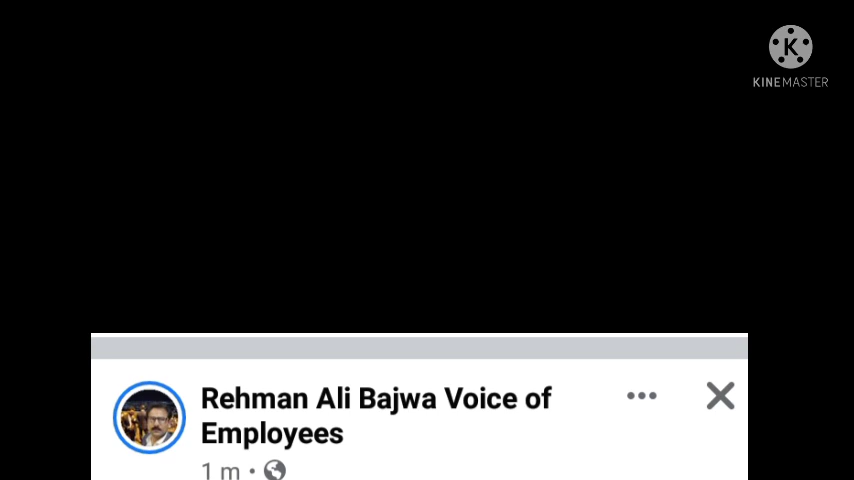 K
KINEMASTER
Rehman Ali Bajwa Voice of
Employees
1 m •